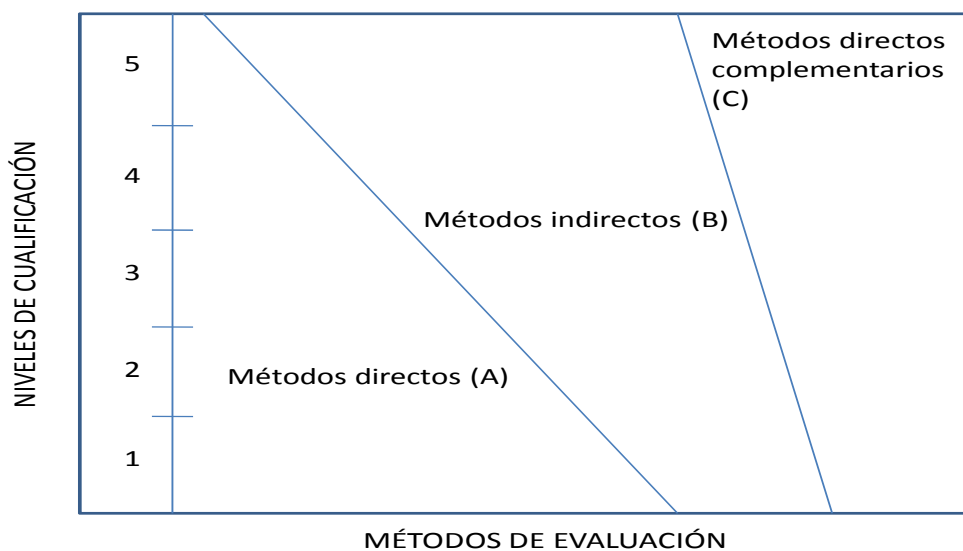 NIVELES DE CUALIFICACIÓN
5
4
3
2
1
Métodos directos
complementarios
(C)
Métodos indirectos (B)
Métodos directos (A)
MÉTODOS DE EVALUACIÓN